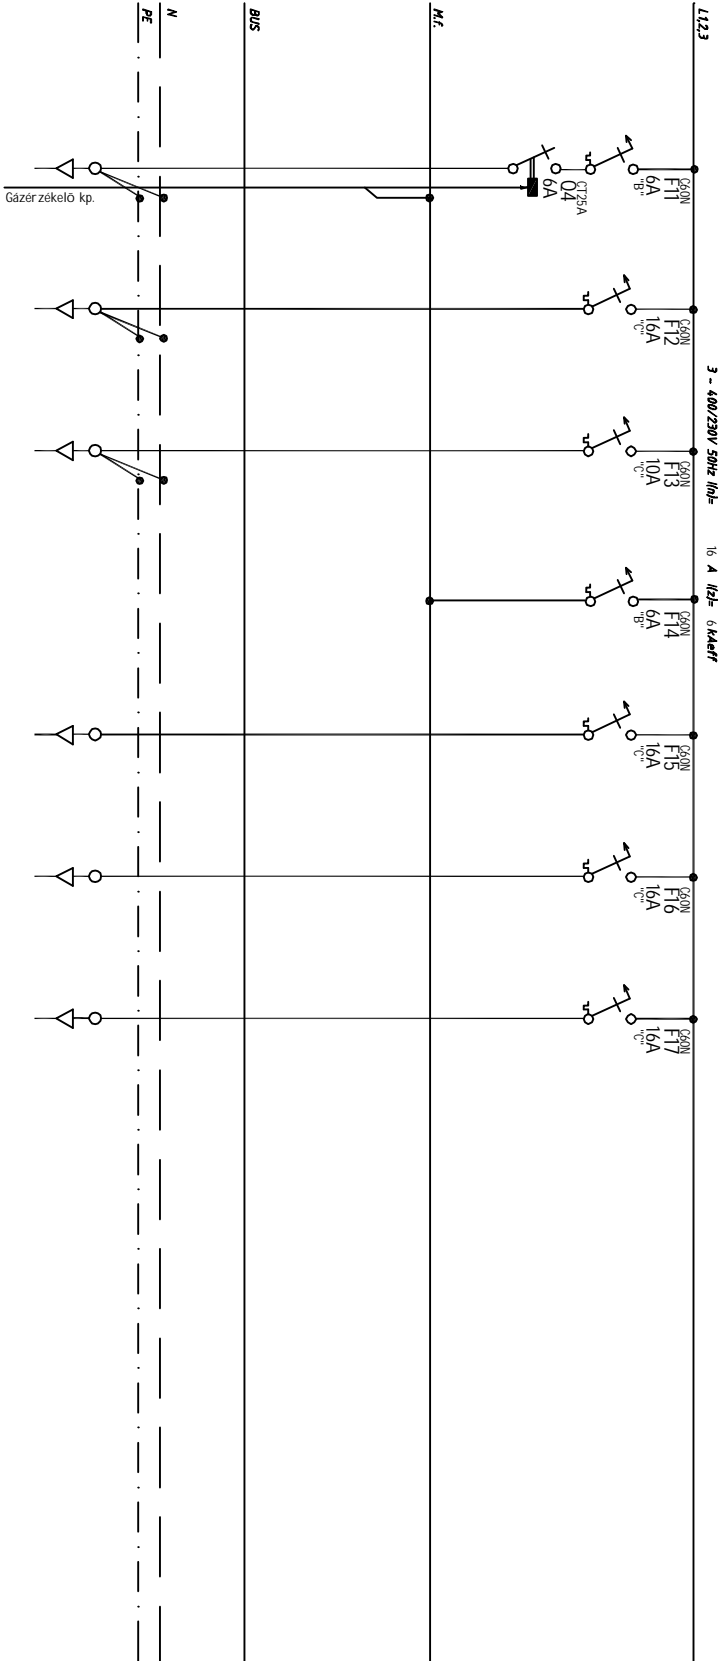 L1,2,3
M.f.
BUS
N
PE
3 ~ 400/230V 50Hz I(n)= 16 A I(z)= 6 kAeff
C60N
F11
6A
"B"
CT25A
Q4
6A
Gázérzékelő kp.
C60N
F12
16A
"C"
C60N
F13
10A
"C"
C60N
F14
6A
"B"
C60N
F15
16A
"C"
C60N
F16
16A
"C"
C60N
F17
16A
"C"